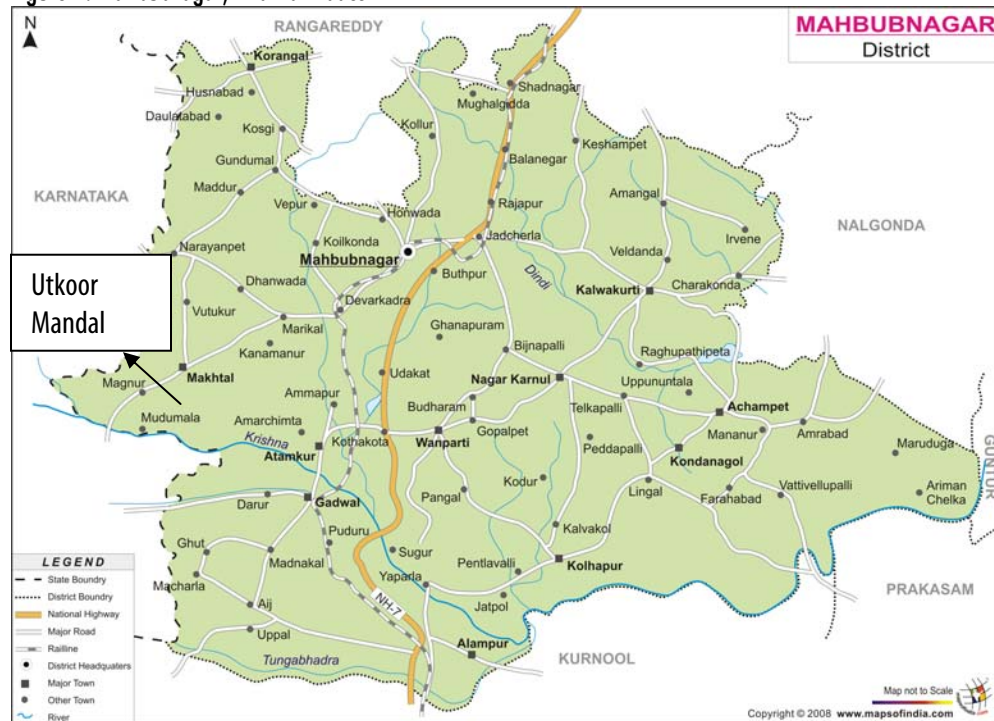 N
RANGAREDDY
MAHBUBNAGAR
District
Korangal
Husnabad
Daulatabad
Kosgi
Gundumal
Maddur
Vepur
Mughalgidda
Shadnagar
Kollur
Balanegar
Keshampet
Rajapur
Amangal
Irvene
KARNATAKA
NALGONDA
Honwada
Narayanpet
Koilkonda
Mahbubnagar
Jadcherla
Veldanda
Dindi
Kalwakurti
Charakonda
Utkoor
Mandal
Dhanwada
Buthpur
Vutukur
Devarkadra
Marikal
Kanamanur
Ghanapuram
Bijnapalli
Raghupathipeta
Makhtal
Magnur
Mudumala
Ammapur
Amarchimta
Udakat
Nagar Karnul
Uppununtala
Budharam
Telkapalli
Achampet
Krishna
Kothakota
Wanparti
Gopalpet
Mananur
Amrabad
Atamkur
Peddapalli
Kondanagol
Maruduga
GUNTUR
Gadwal
Darur
Pangal
Kodur
Lingal
Farahabad
Vattivellupalli
Ariman
Chelka
Puduru
Kalvakol
Ghut
Madnakal
Sugur
Pentlavalli
Kolhapur
Macharla
Yaparla
Jatpol
PRAKASAM
Aij
NH-7
Uppal
Alampur
Tungabhadra
KURNOOL
LEGEND
State Boundry
District Boundry
National Highway
Major Road
Railline
District Headquaters
Major Town
Other Town
River
Map not to Scale
Copyright © 2008 www.mapsofindia.com